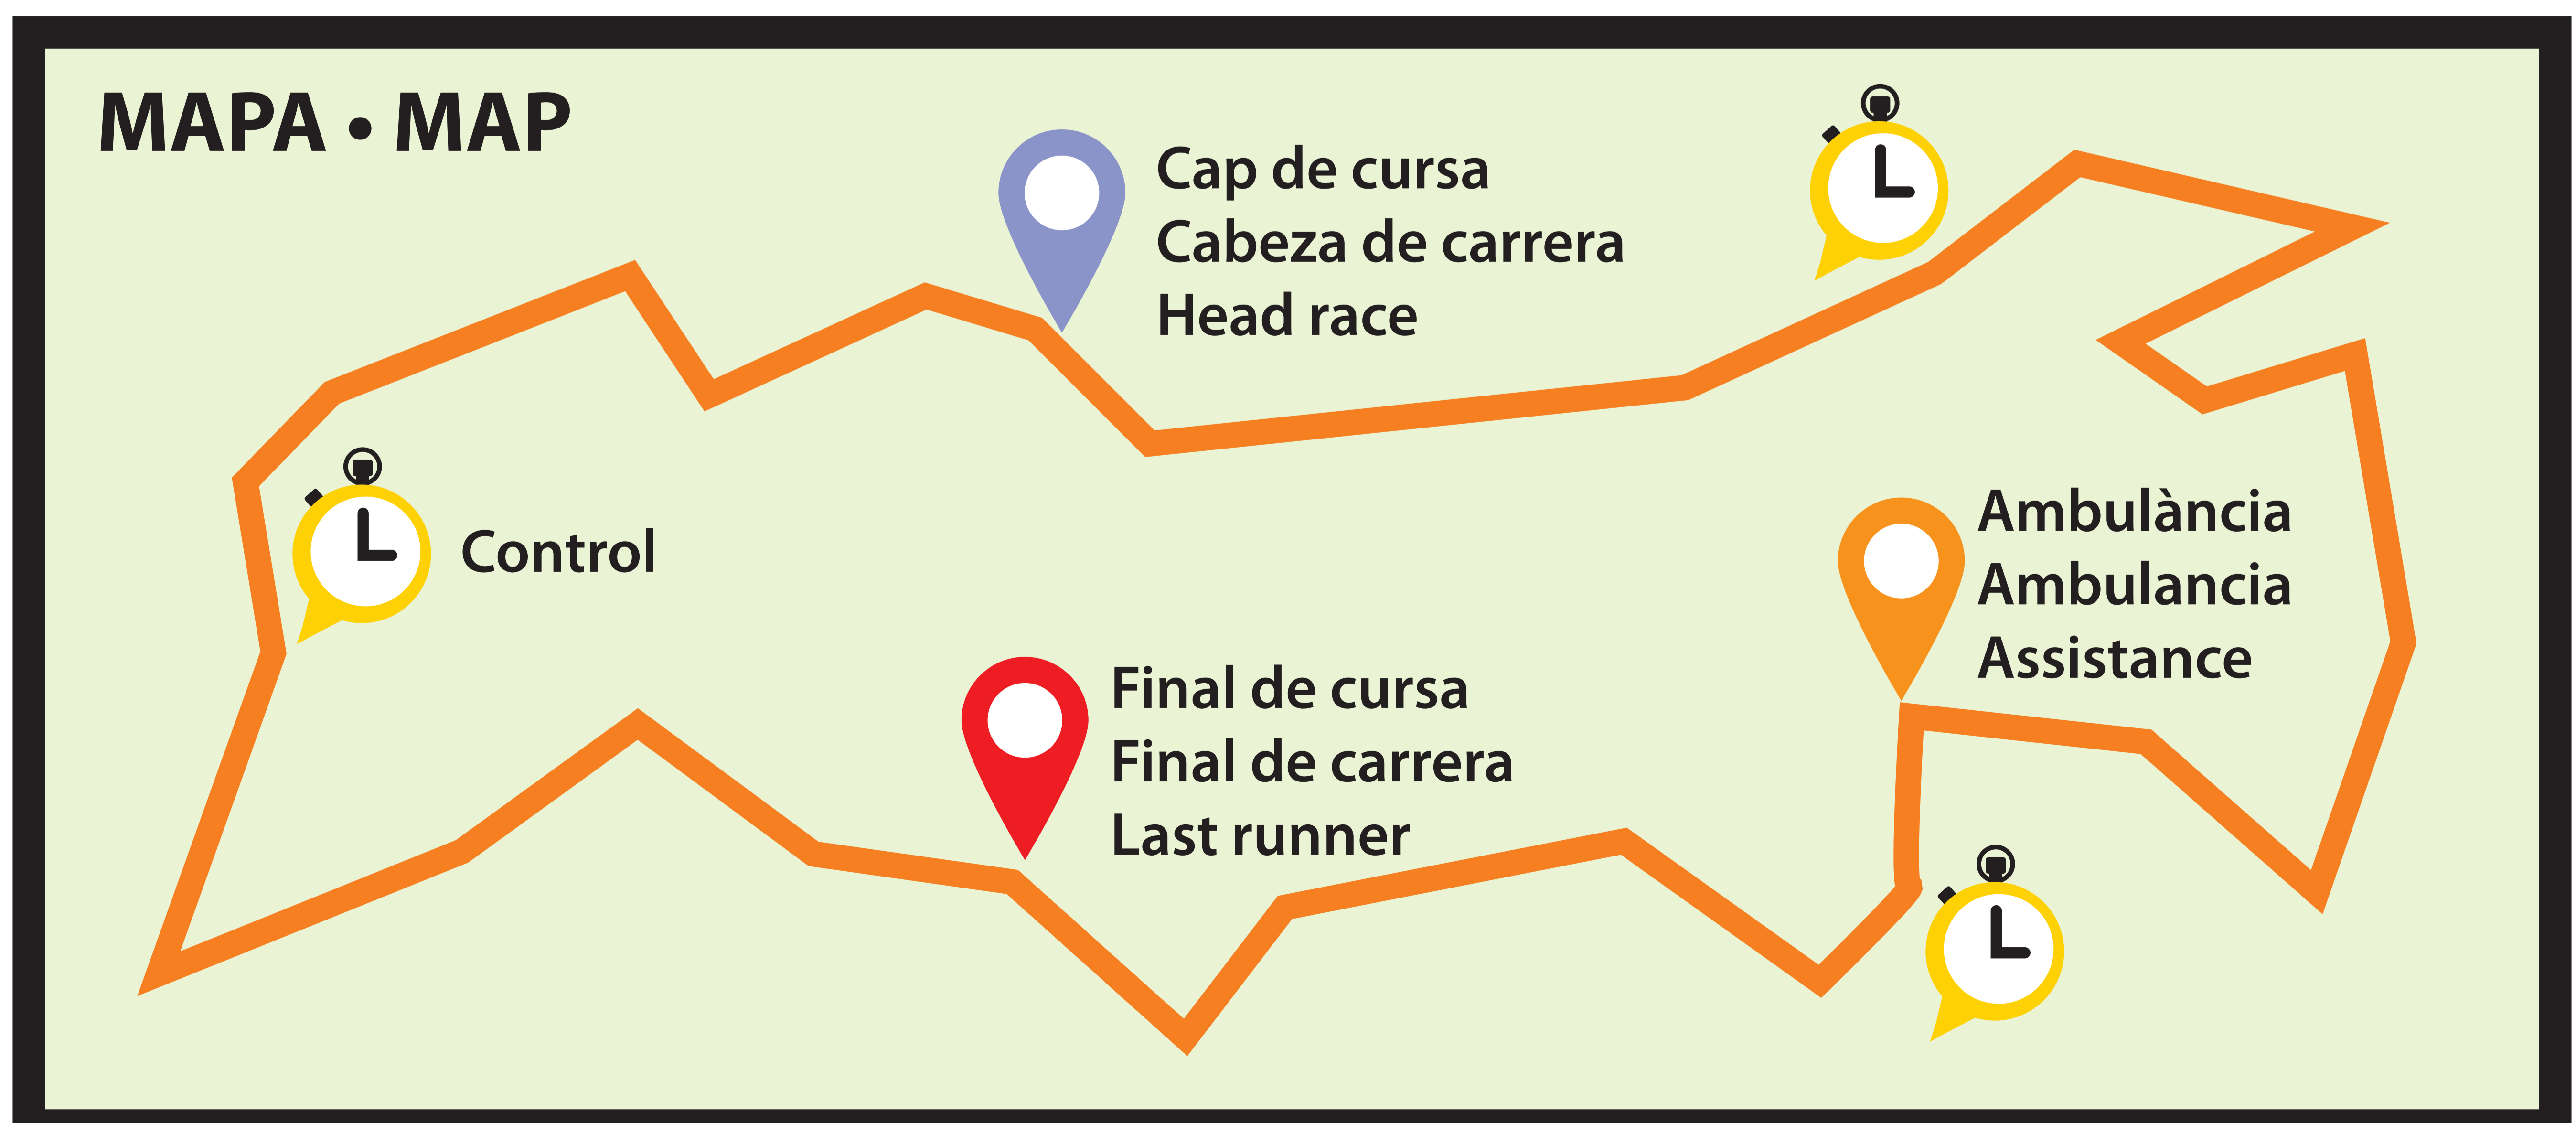 MAPA • MAP
Cap de cursa
Cabeza de carrera
Head race
Control
Ambulància
Ambulancia
Assistance
Final de cursa
Final de carrera
Last runner